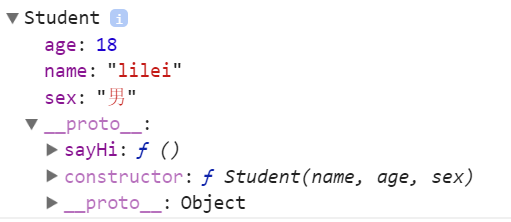 ▼ Student i
age: 18
name: "lilei"
sex: "男"
▼ __proto__:
▶ sayHi: ƒ ()
▶ constructor: ƒ Student(name, age, sex)
▶ __proto__: Object